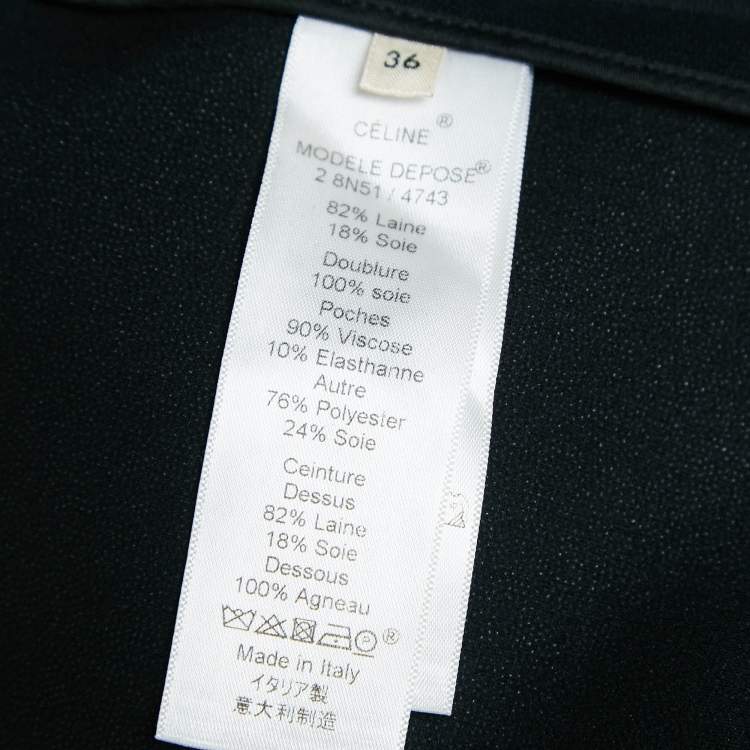 36
CÉLINE ®
MODELE DEPOSE®
2 8N51 / 4743
82% Laine
18% Soie
Doublure
100% soie
Poches
90% Viscose
10% Elasthanne
Autre
76% Polyester
24% Soie
Ceinture
Dessus
82% Laine
18% Soie
Dessous
100% Agneau
P ®
Made in Italy
イタリア製
意大利制造